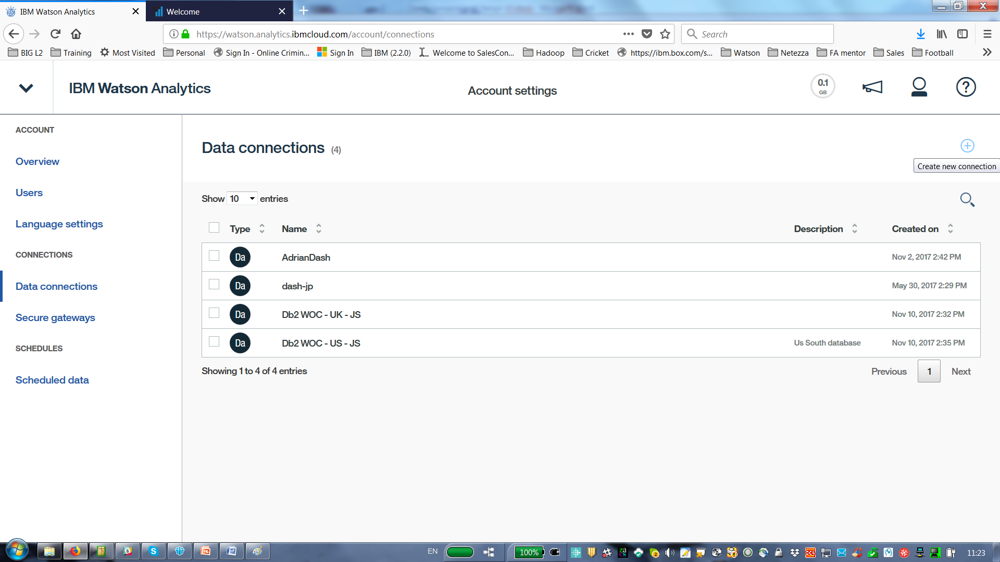 IBM Watson Analytics
Welcome
https://watson.analytics.ibmcloud.com/account/connections
Search
BIG L2
Training
Most Visited
Personal
Sign In - Online Crimin...
Sign In
IBM (2.2.0)
Welcome to SalesCon...
Hadoop
Cricket
https://ibm.box.com/s...
Watson
Netezza
FA mentor
Sales
Football
IBM Watson Analytics
Account settings
0.1
GB
?
ACCOUNT
Overview
Users
Language settings
CONNECTIONS
Data connections
Secure gateways
SCHEDULES
Scheduled data
Data connections (4)
Create new connection
Show 10 entries
Type Name Description Created on
Da AdrianDash Nov 2, 2017 2:42 PM
Da dash-jp May 30, 2017 2:29 PM
Da Db2 WOC - UK - JS Nov 10, 2017 2:32 PM
Da Db2 WOC - US - JS Us South database Nov 10, 2017 2:35 PM
Showing 1 to 4 of 4 entries
Previous 1 Next
EN
100%
11:23